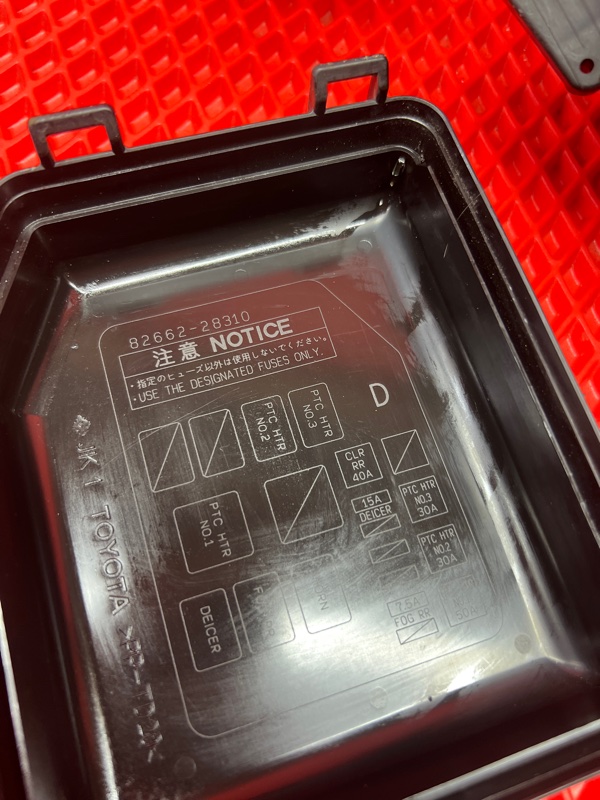 82662-28310
注意 NOTICE
・指定のヒューズ以外は使用しないでください。
・USE THE DESIGNATED FUSES ONLY.
D
PTC HTR
NO.2
PTC HTR
NO.3
CLR
RR
40A
15A
DEICER
PTC HTR
NO.3
30A
PTC HTR
NO.1
PTC HTR
NO.2
30A
DEICER
7.5A
FOG RR
TOYOTA